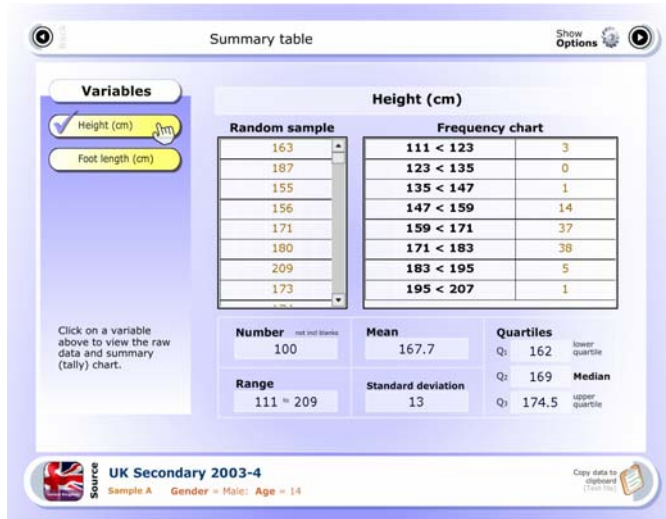 Back
Summary table
Show
Options
Variables
Height (cm)
Foot length (cm)
Click on a variable
above to view the raw
data and summary
(tally) chart.
Height (cm)
Random sample
163
187
155
156
171
180
209
173
Frequency chart
111 < 123 3
123 < 135 0
135 < 147 1
147 < 159 14
159 < 171 37
171 < 183 38
183 < 195 5
195 < 207 1
Number not incl blanks
100
Mean
167.7
Range
111 to 209
Standard deviation
13
Quartiles
Q1 162 lower quartile
Q2 169 Median
Q3 174.5 upper quartile
Source
UK Secondary 2003-4
Sample A Gender = Male: Age = 14
Copy data to
clipboard